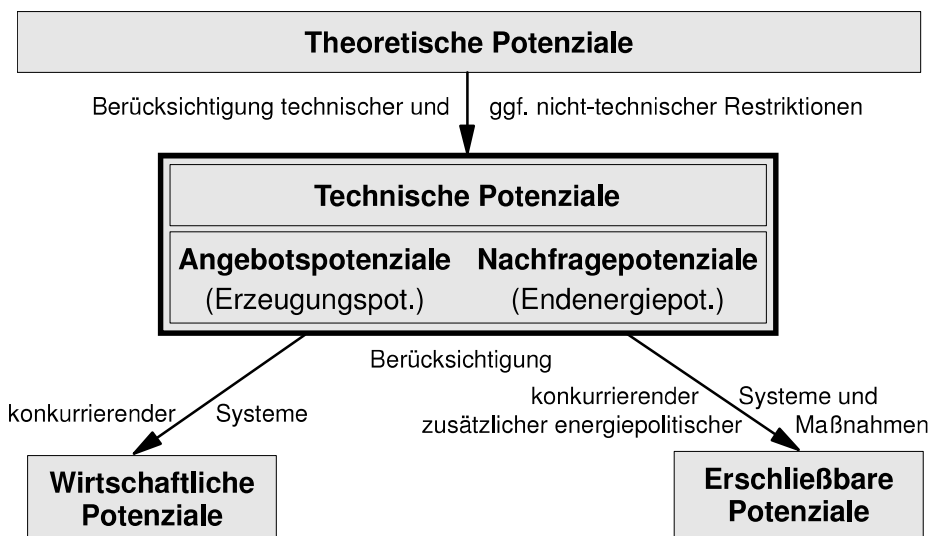 Theoretische Potenziale
Berücksichtigung technischer und ggf. nicht-technischer Restriktionen
Technische Potenziale
Angebotspotenziale Nachfragepotenziale
(Erzeugungspot.) (Endenergiepot.)
Berücksichtigung
konkurrierender Systeme
konkurrierender Systeme und
zusätzlicher energiepolitischer Maßnahmen
Wirtschaftliche
Potenziale
Erschließbare
Potenziale